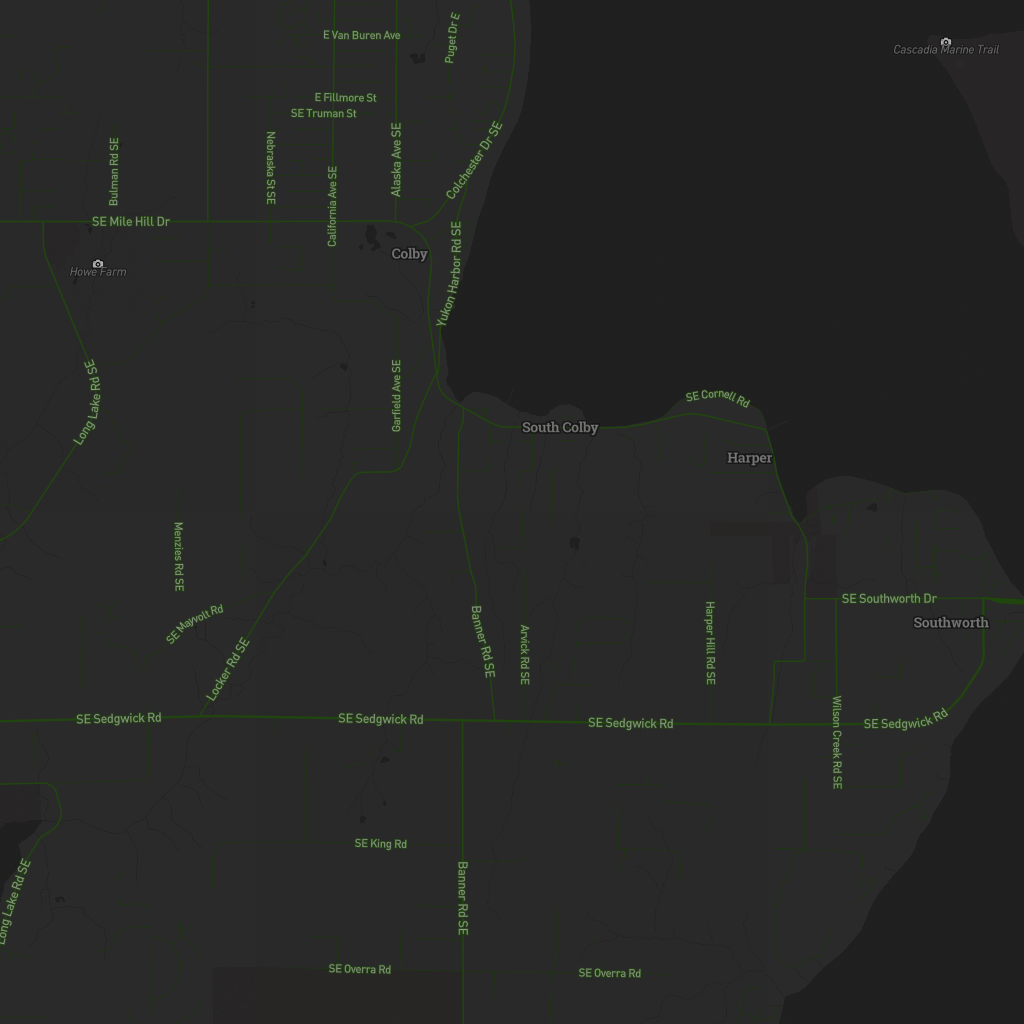 E Van Buren Ave
Puget Dr E
Cascadia Marine Trail
E Fillmore St
SE Truman St
Bulman Rd SE
Nebraska St SE
California Ave SE
Alaska Ave SE
Colchester Dr SE
SE Mile Hill Dr
Colby
Yukon Harbor Rd SE
Howe Farm
Long Lake Rd SE
Garfield Ave SE
SE Cornell Rd
South Colby
Harper
Menzies Rd SE
SE Mayvolt Rd
Locker Rd SE
Banner Rd SE
Arvick Rd SE
Harper Hill Rd SE
SE Southworth Dr
Southworth
SE Sedgwick Rd
SE Sedgwick Rd
SE Sedgwick Rd
SE Sedgwick Rd
Wilson Creek Rd SE
SE King Rd
Long Lake Rd SE
Banner Rd SE
SE Overra Rd
SE Overra Rd